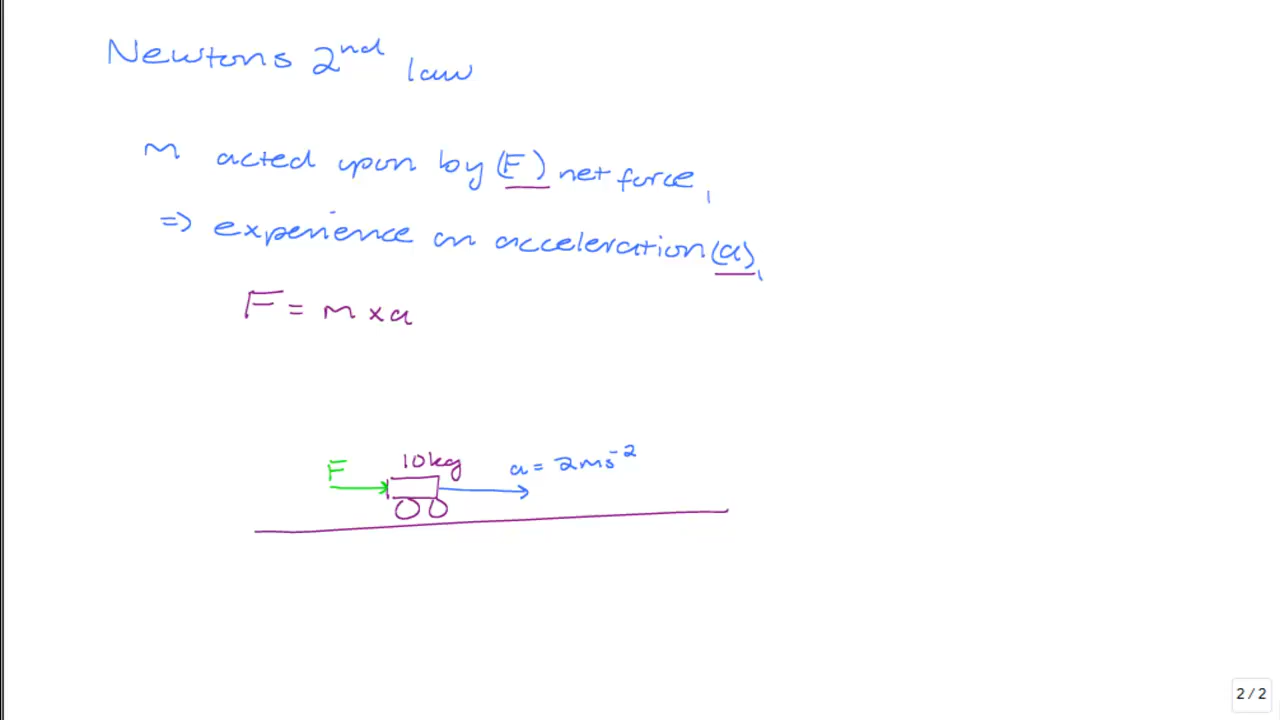 Newtons 2nd law
m acted upon by (F) net force,
=> experience an acceleration (a),
F = m x a
F 10kg a = 2ms⁻²
2 / 2